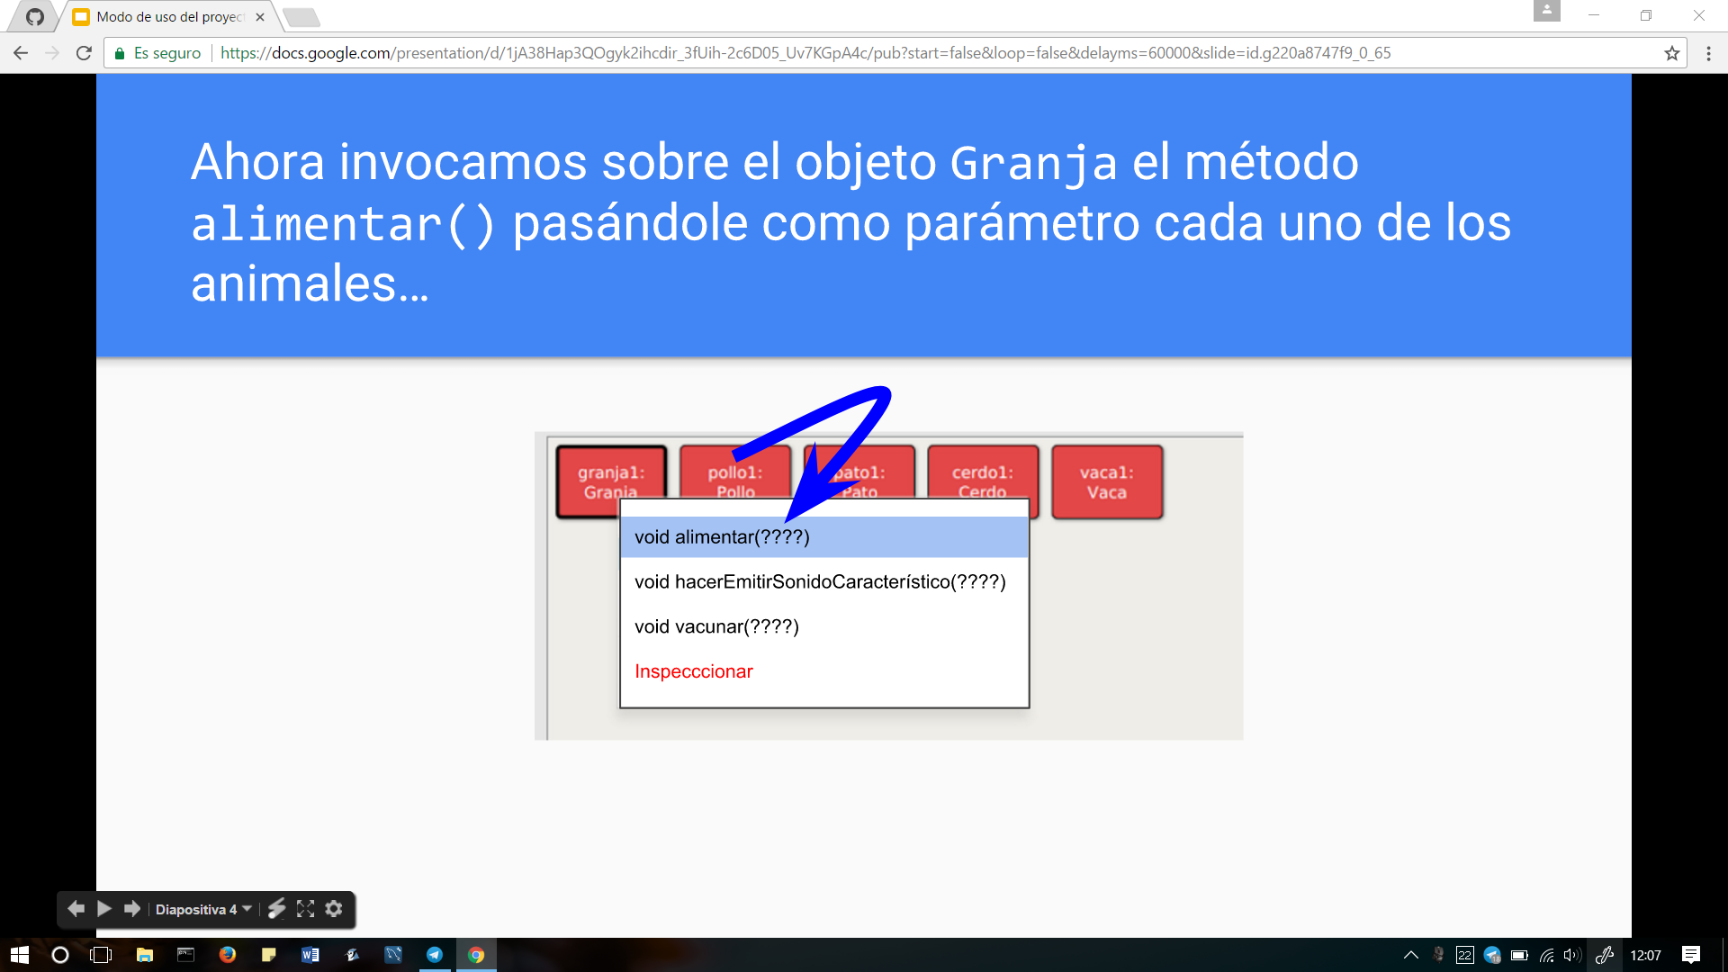 Modo de uso del proyec
Es seguro
https://docs.google.com/presentation/d/1jA38Hap3QOgyk2ihcdir_3fUih-2c6D05_Uv7KGpA4c/pub?start=false&loop=false&delayms=60000&slide=id.g220a8747f9_0_65
Ahora invocamos sobre el objeto Granja el método
alimentar() pasándole como parámetro cada uno de los
animales...
granja1:
Granja
pollo1:
Pollo
pato1:
Pato
cerdo1:
Cerdo
vaca1:
Vaca
void alimentar(????)
void hacerEmitirSonidoCaracterístico(????)
void vacunar(????)
Inspecccionar
Diapositiva 4
22
12:07